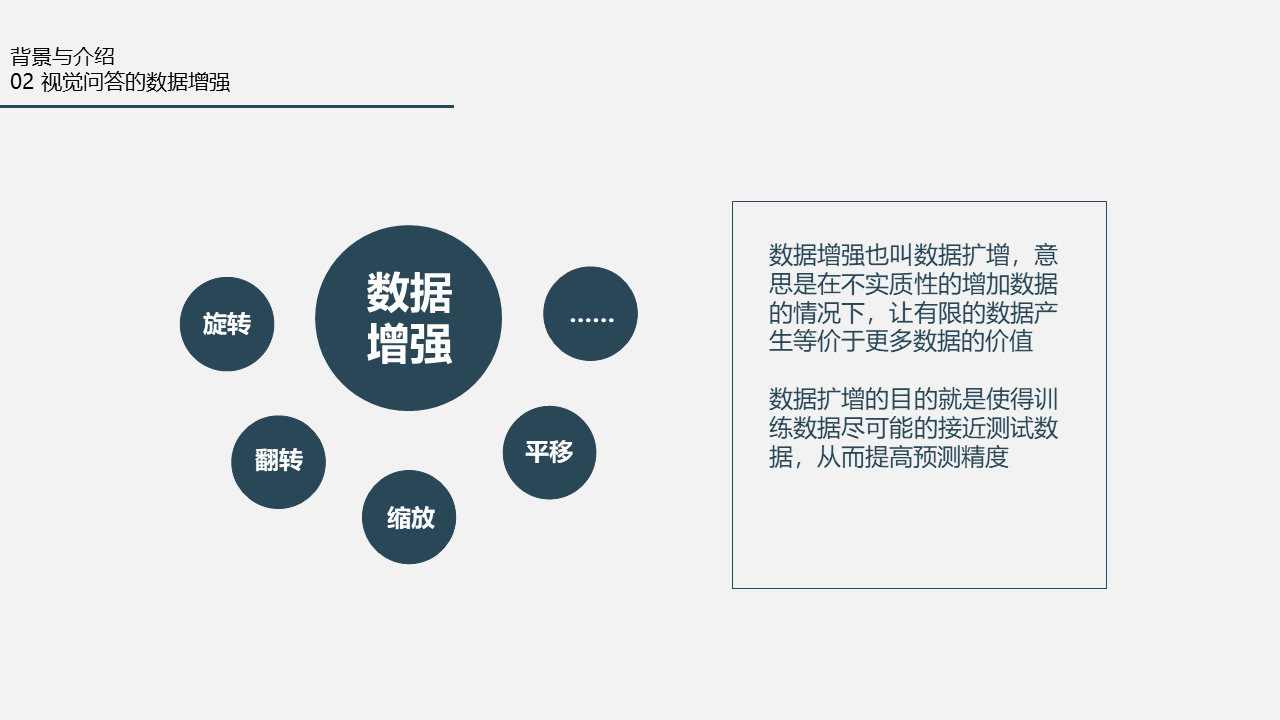 背景与介绍
02 视觉问答的数据增强
数据
增强
旋转
翻转
缩放
平移
......
数据增强也叫数据扩增，意
思是在不实质性的增加数据
的情况下，让有限的数据产
生等价于更多数据的价值
数据扩增的目的就是使得训
练数据尽可能的接近测试数
据，从而提高预测精度